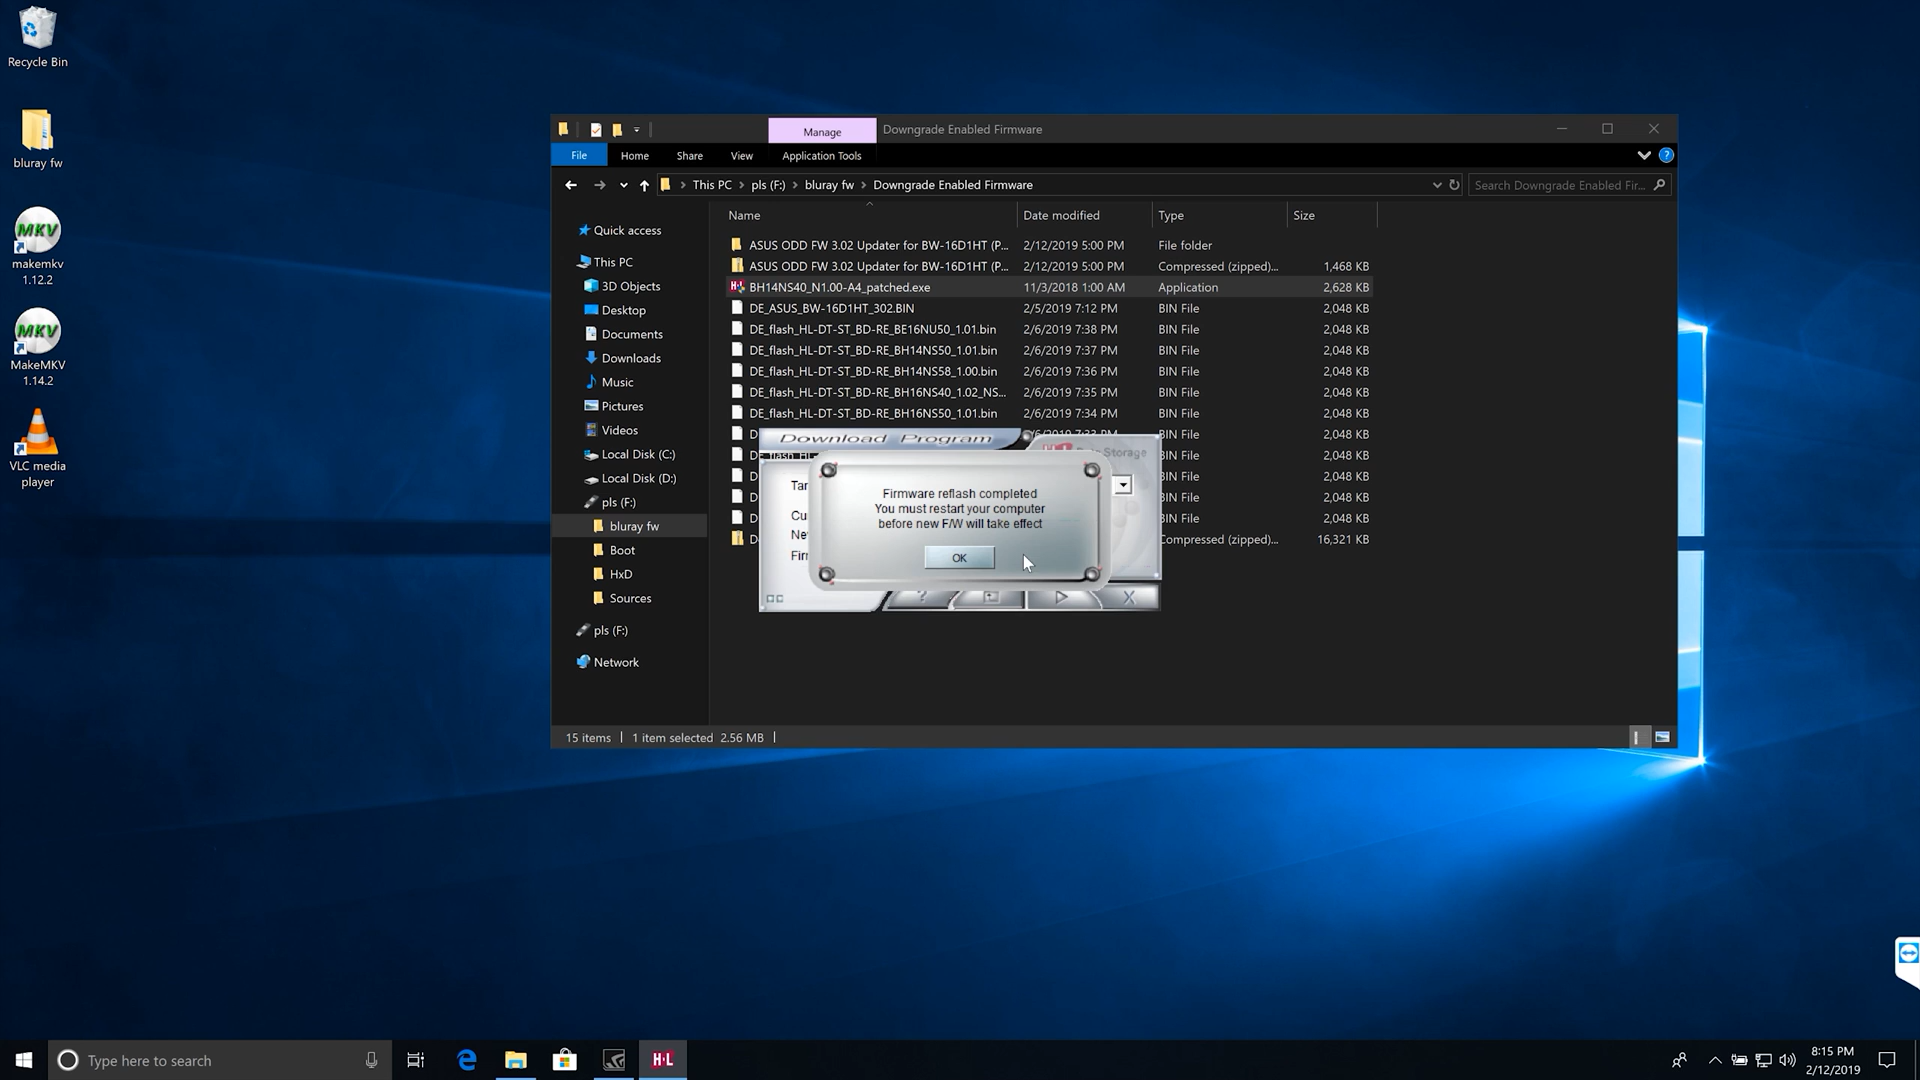 Recycle Bin
bluray fw
MKV
makemkv
1.12.2
MKV
MakeMKV
1.14.2
VLC media
player
Manage
Downgrade Enabled Firmware
File
Home
Share
View
Application Tools
?
This PC
pls (F:)
bluray fw
Downgrade Enabled Firmware
Search Downgrade Enabled Fir...
Quick access
This PC
3D Objects
Desktop
Documents
Downloads
Music
Pictures
Videos
Local Disk (C:)
Local Disk (D:)
pls (F:)
bluray fw
Boot
HxD
Sources
pls (F:)
Network
Name Date modified Type Size
ASUS ODD FW 3.02 Updater for BW-16D1HT (P... 2/12/2019 5:00 PM File folder
ASUS ODD FW 3.02 Updater for BW-16D1HT (P... 2/12/2019 5:00 PM Compressed (zipped)... 1,468 KB
BH14NS40_N1.00-A4_patched.exe 11/3/2018 1:00 AM Application 2,628 KB
DE_ASUS_BW-16D1HT_302.BIN 2/5/2019 7:12 PM BIN File 2,048 KB
DE_flash_HL-DT-ST_BD-RE_BE16NU50_1.01.bin 2/6/2019 7:38 PM BIN File 2,048 KB
DE_flash_HL-DT-ST_BD-RE_BH14NS50_1.01.bin 2/6/2019 7:37 PM BIN File 2,048 KB
DE_flash_HL-DT-ST_BD-RE_BH14NS58_1.00.bin 2/6/2019 7:36 PM BIN File 2,048 KB
DE_flash_HL-DT-ST_BD-RE_BH16NS40_1.02_NS... 2/6/2019 7:35 PM BIN File 2,048 KB
DE_flash_HL-DT-ST_BD-RE_BH16NS50_1.01.bin 2/6/2019 7:34 PM BIN File 2,048 KB
BIN File 2,048 KB
BIN File 2,048 KB
BIN File 2,048 KB
BIN File 2,048 KB
BIN File 2,048 KB
Compressed (zipped)... 16,321 KB
Download Program
Storage
Firmware reflash completed
You must restart your computer
before new F/W will take effect
OK
?
X
15 items
1 item selected 2.56 MB
Type here to search
H·L
8:15 PM
2/12/2019